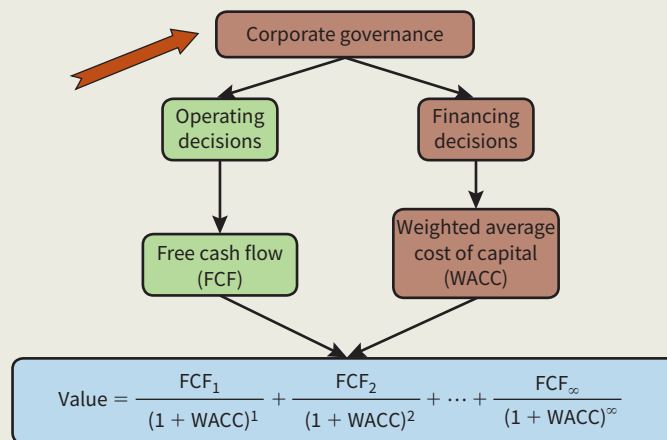 Corporate governance
Operating
decisions
Financing
decisions
Free cash flow
(FCF)
Weighted average
cost of capital
(WACC)
Value = FCF₁ / (1 + WACC)¹ + FCF₂ / (1 + WACC)² + ⋯ + FCF∞ / (1 + WACC)^∞